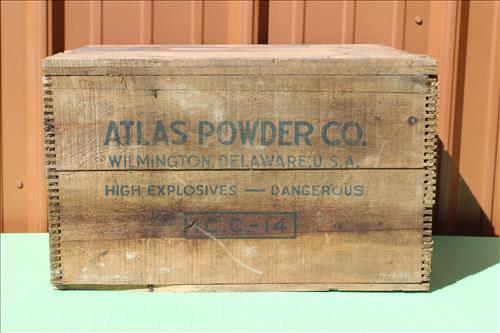 ATLAS POWDER CO.
WILMINGTON, DELAWARE, U.S.A.
HIGH EXPLOSIVES — DANGEROUS
I.C.C.-14